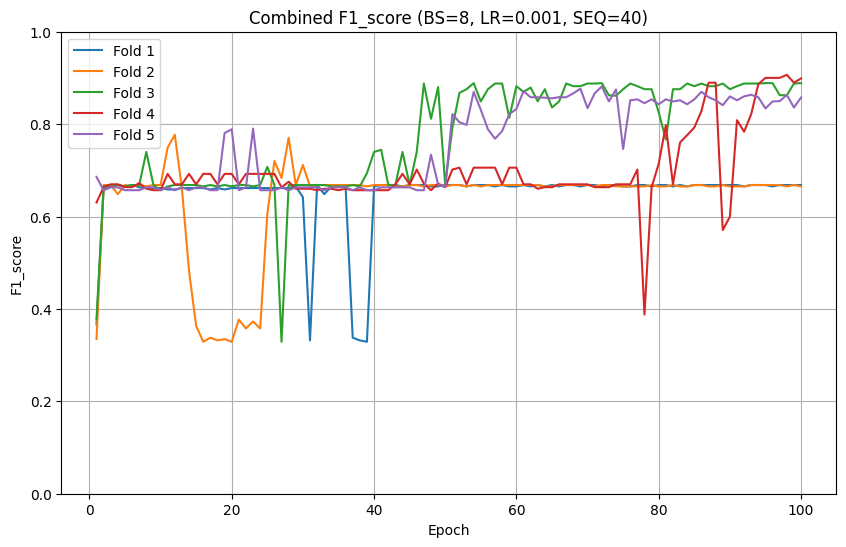 Combined F1_score (BS=8, LR=0.001, SEQ=40)
Fold 1
Fold 2
Fold 3
Fold 4
Fold 5
1.0
0.8
0.6
0.4
0.2
0.0
F1_score
0 20 40 60 80 100
Epoch